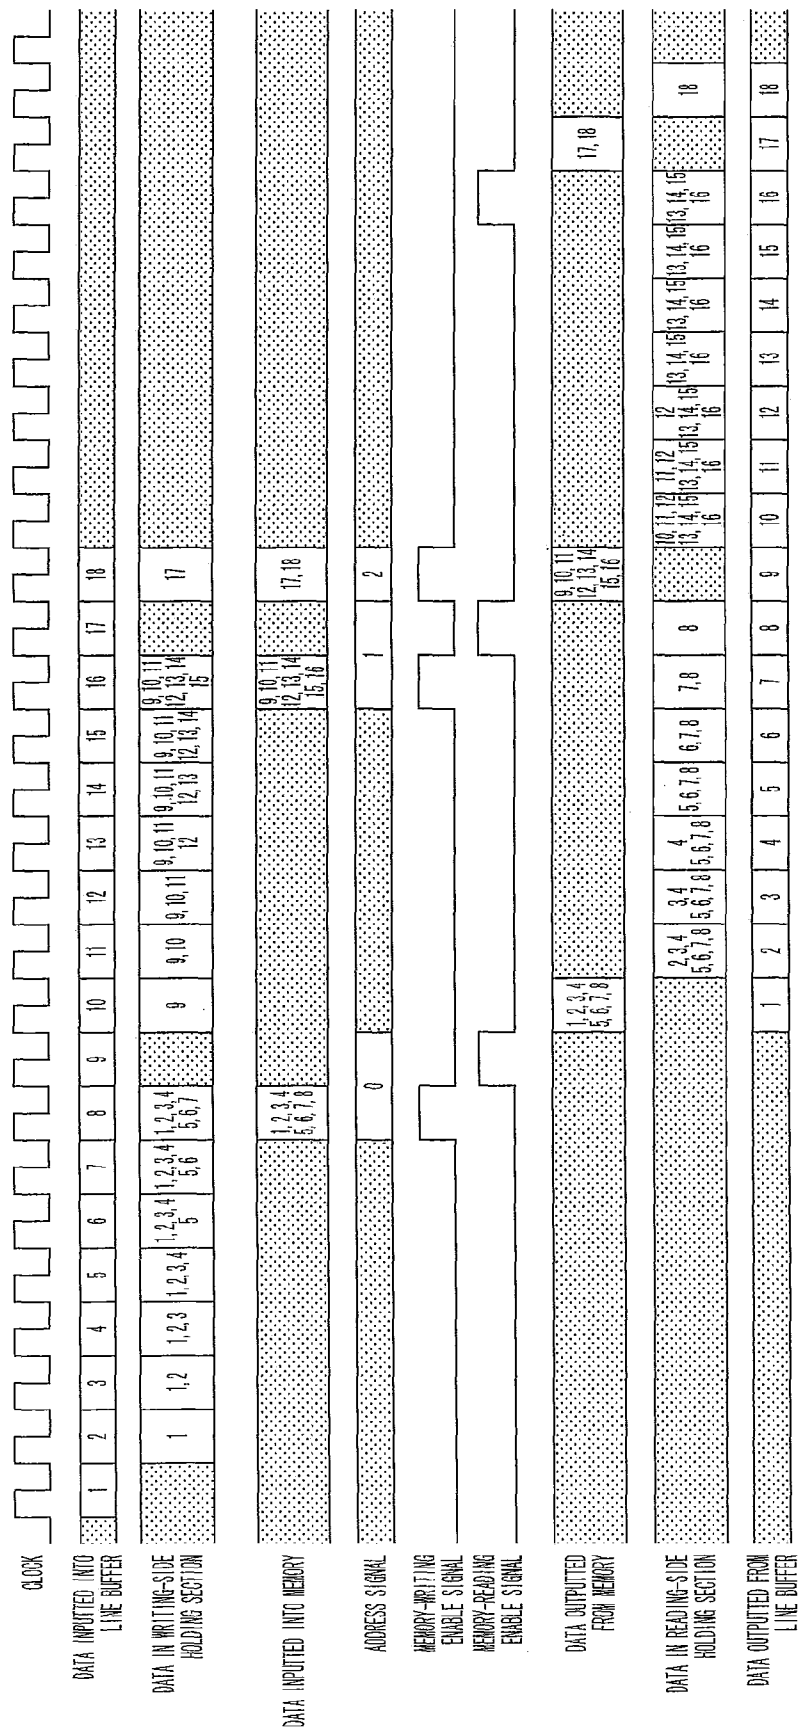 CLOCK
DATA INPUTTED INTO
LINE BUFFER
1 2 3 4 5 6 7 8 9 10 11 12 13 14 15 16 17 18
DATA IN WRITING-SIDE
HOLDING SECTION
1
1, 2
1, 2, 3
1, 2, 3, 4
1, 2, 3, 4
5
1, 2, 3, 4
5, 6
1, 2, 3, 4
5, 6, 7
9
9, 10
9, 10, 11
9, 10, 11
12
9, 10, 11
12, 13
9, 10, 11
12, 13, 14
9, 10, 11
12, 13, 14
15
17
DATA INPUTTED INTO MEMORY
1, 2, 3, 4
5, 6, 7, 8
9, 10, 11
12, 13, 14
15, 16
17, 18
ADDRESS SIGNAL
0 1 2
MEMORY-WRITING
ENABLE SIGNAL
MEMORY-READING
ENABLE SIGNAL
DATA OUTPUTTED
FROM MEMORY
1, 2, 3, 4
5, 6, 7, 8
9, 10, 11
12, 13, 14
15, 16
17, 18
DATA IN READING-SIDE
HOLDING SECTION
2, 3, 4
5, 6, 7, 8
3, 4
5, 6, 7, 8
4
5, 6, 7, 8
5, 6, 7, 8
6, 7, 8
7, 8
8
10, 11, 12
13, 14, 15
16
11, 12
13, 14, 15
16
12
13, 14, 15
16
13, 14, 15
16
13, 14, 15
16
13, 14, 15
16
13, 14, 15
16
18
DATA OUTPUTTED FROM
LINE BUFFER
1 2 3 4 5 6 7 8 9 10 11 12 13 14 15 16 17 18